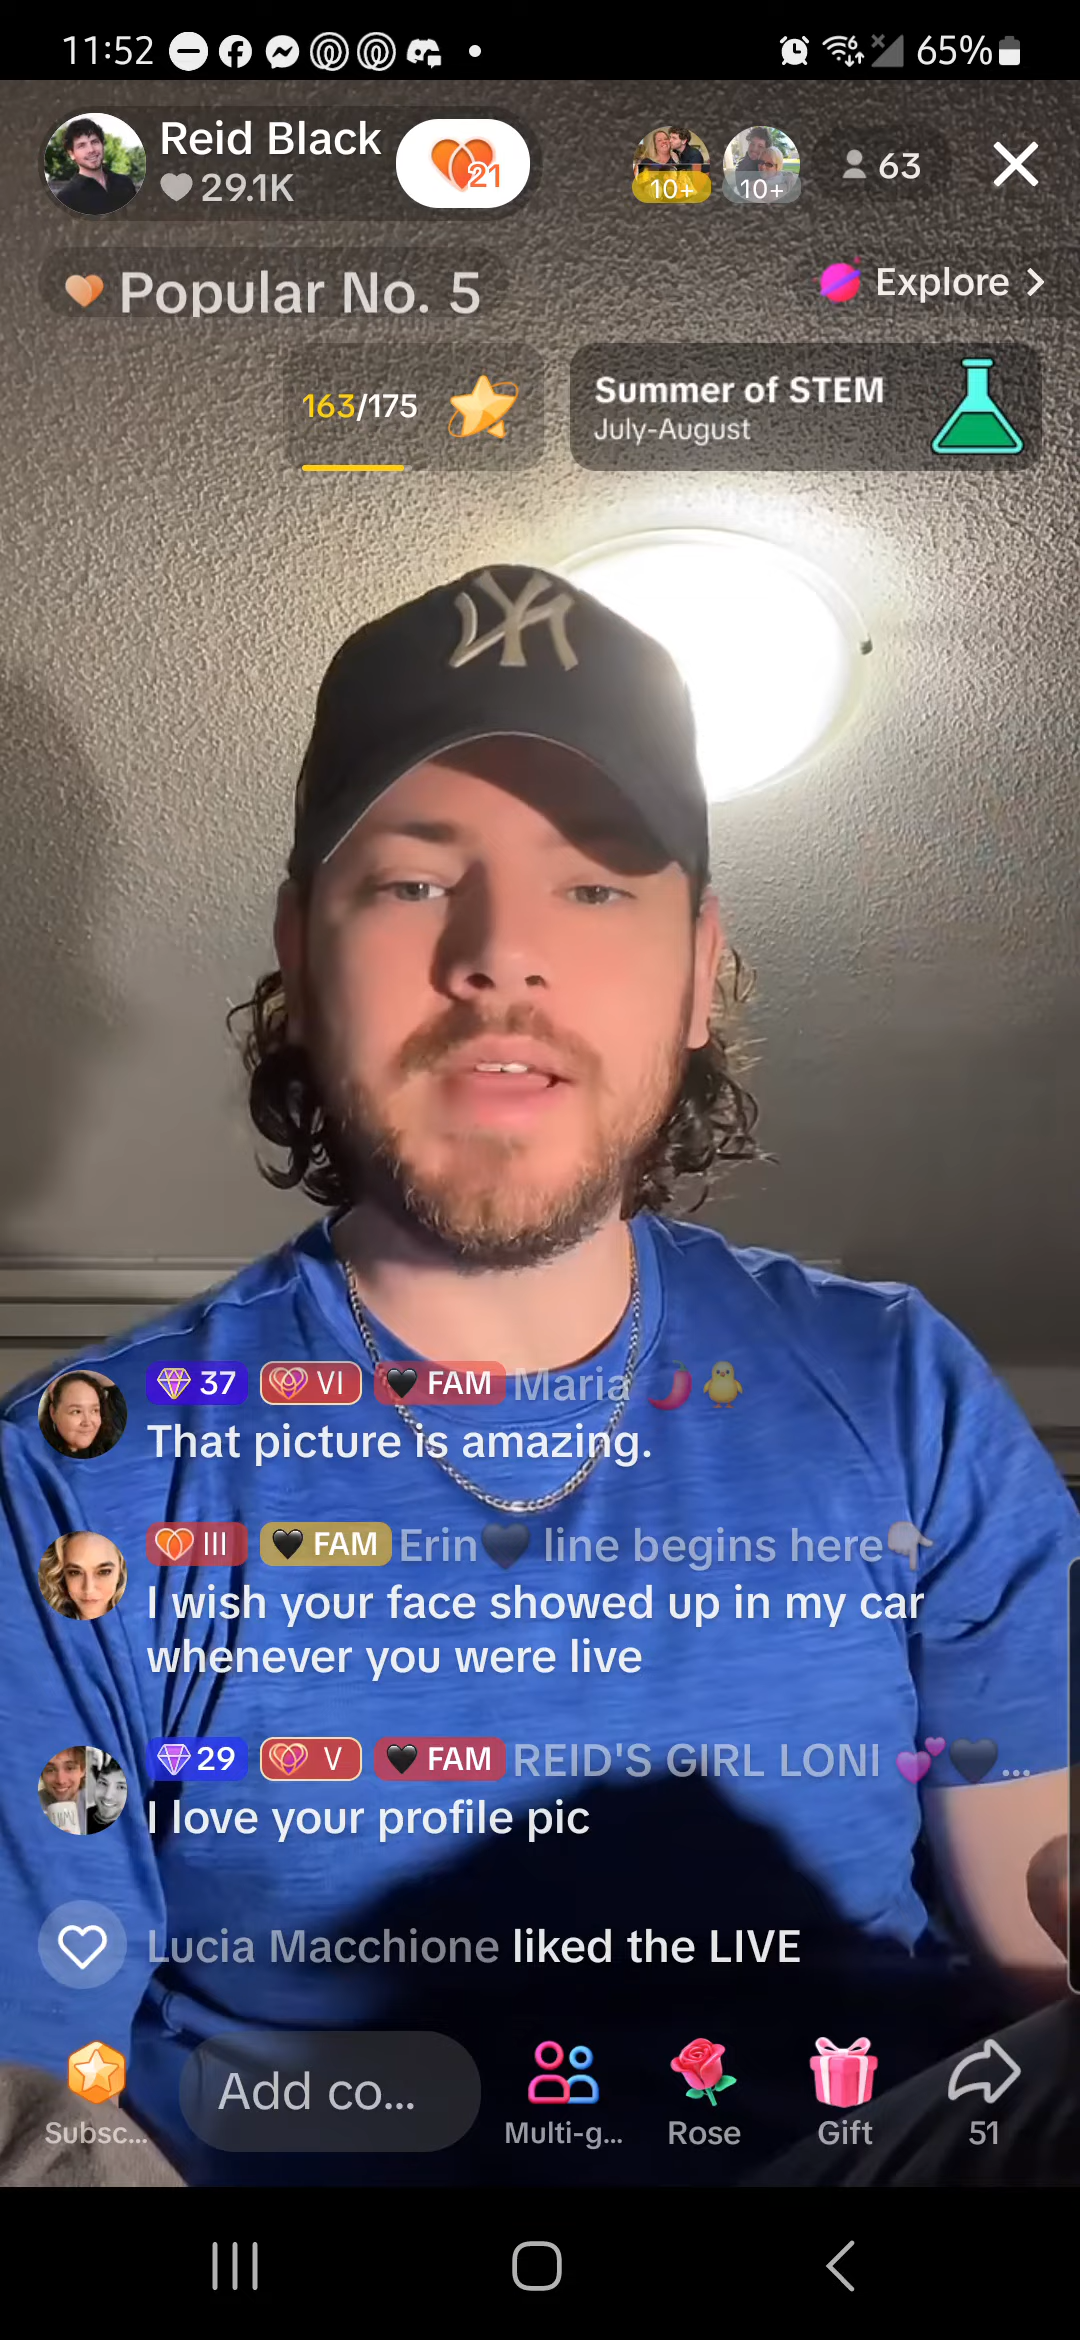 11:52
65%
Reid Black
29.1K
21
10+
10+
63
Popular No. 5
Explore
163/175
Summer of STEM
July-August
NY
37 VI FAM Maria
That picture is amazing.
III FAM Erin🖤 line begins here👇
I wish your face showed up in my car
whenever you were live
29 V FAM REID'S GIRL LONI 💕🖤...
I love your profile pic
Lucia Macchione liked the LIVE
Add co...
Subsc...
Multi-g...
Rose
Gift
51